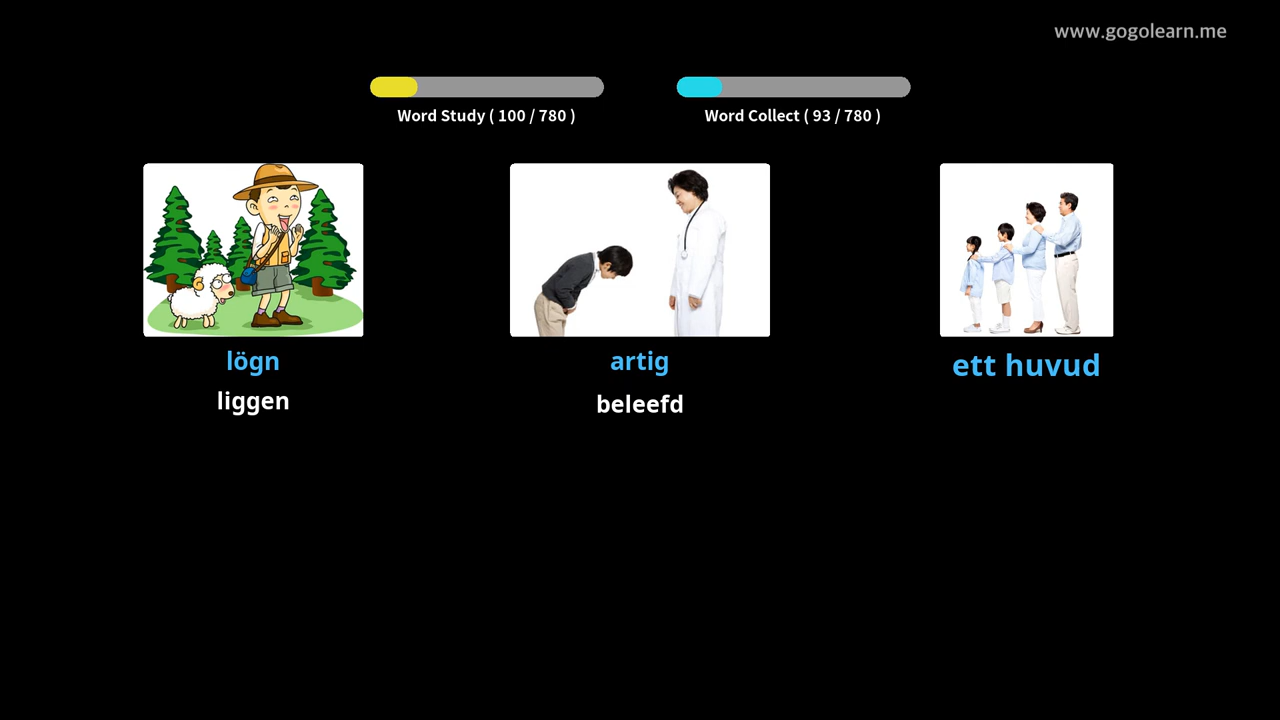 www.gogolearn.me
Word Study ( 100 / 780 )
Word Collect ( 93 / 780 )
lögn
liggen
artig
beleefd
ett huvud